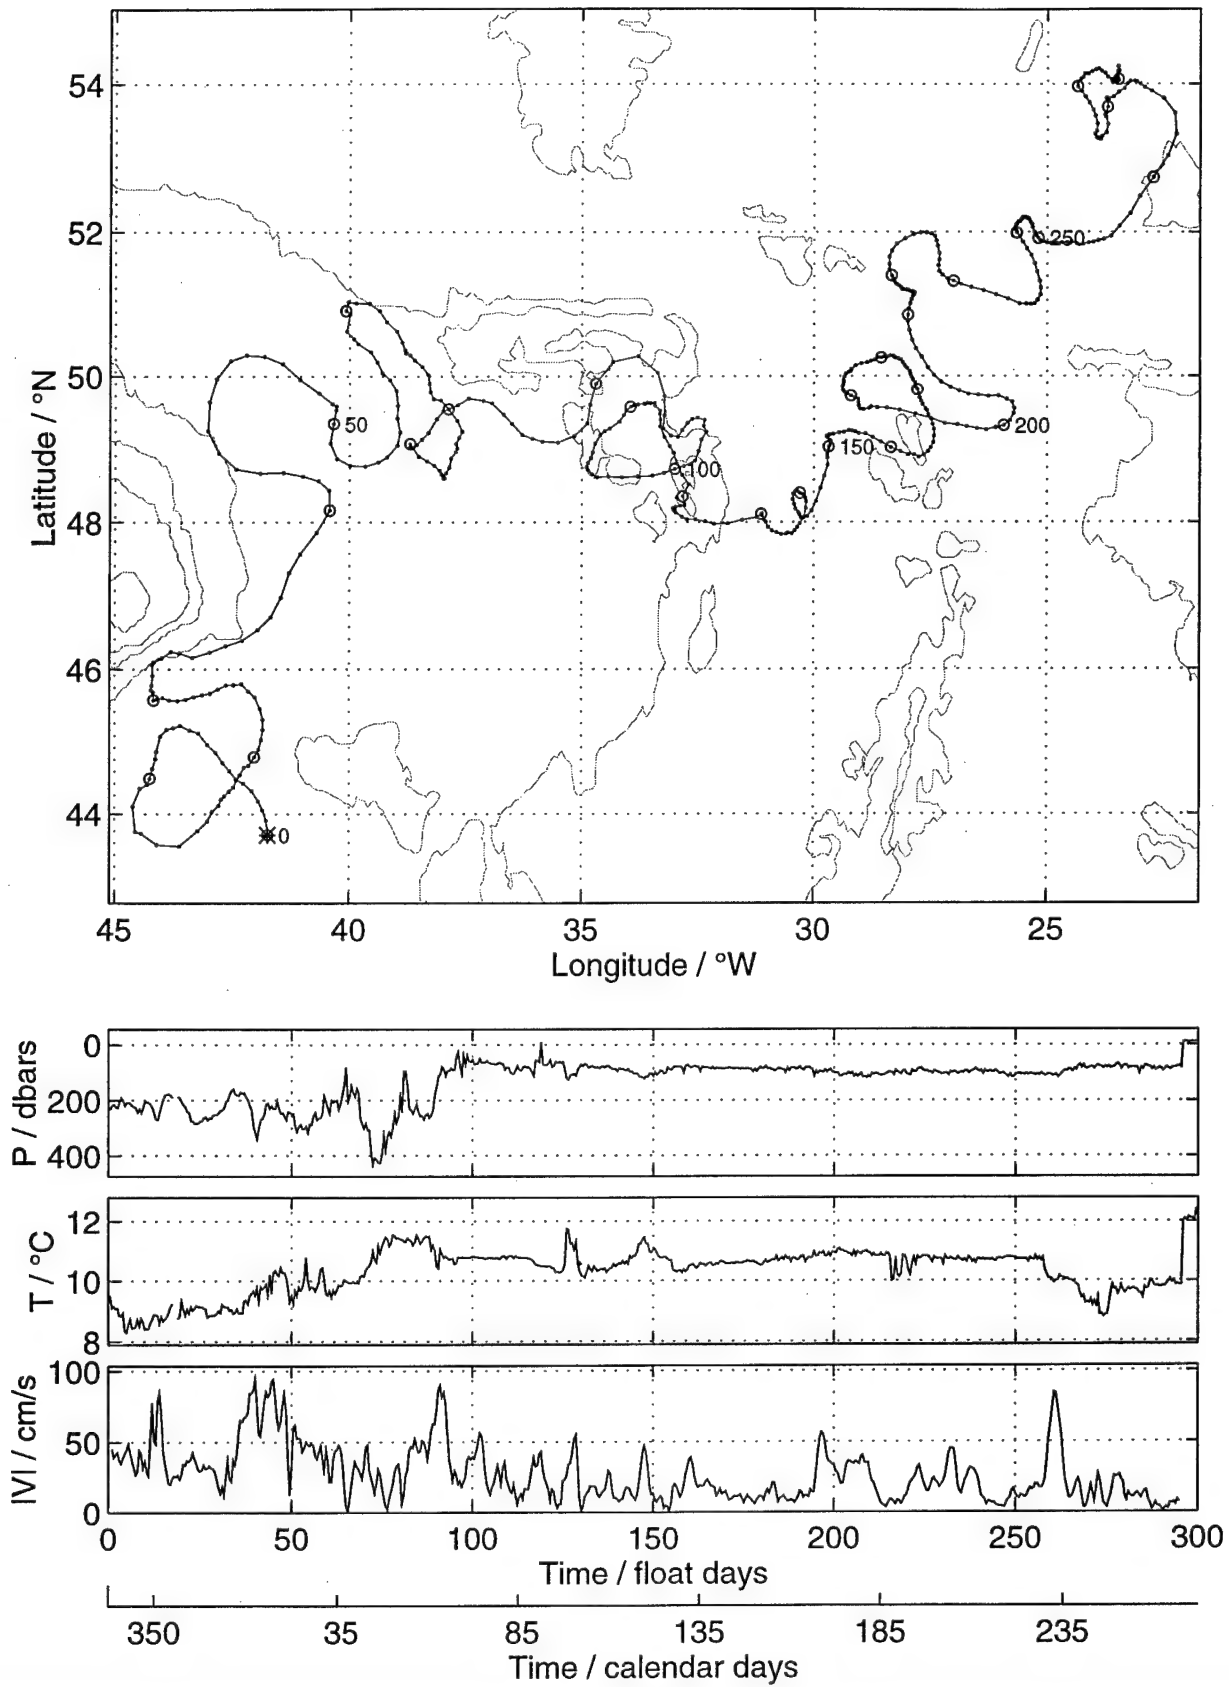 54
52
50
48
46
44
Latitude / °N
0
50
100
150
200
250
45 40 35 30 25
Longitude / °W
0
200
400
P / dbars
12
10
8
T / °C
100
50
0
|V| / cm/s
0 50 100 150 200 250 300
Time / float days
350 35 85 135 185 235
Time / calendar days